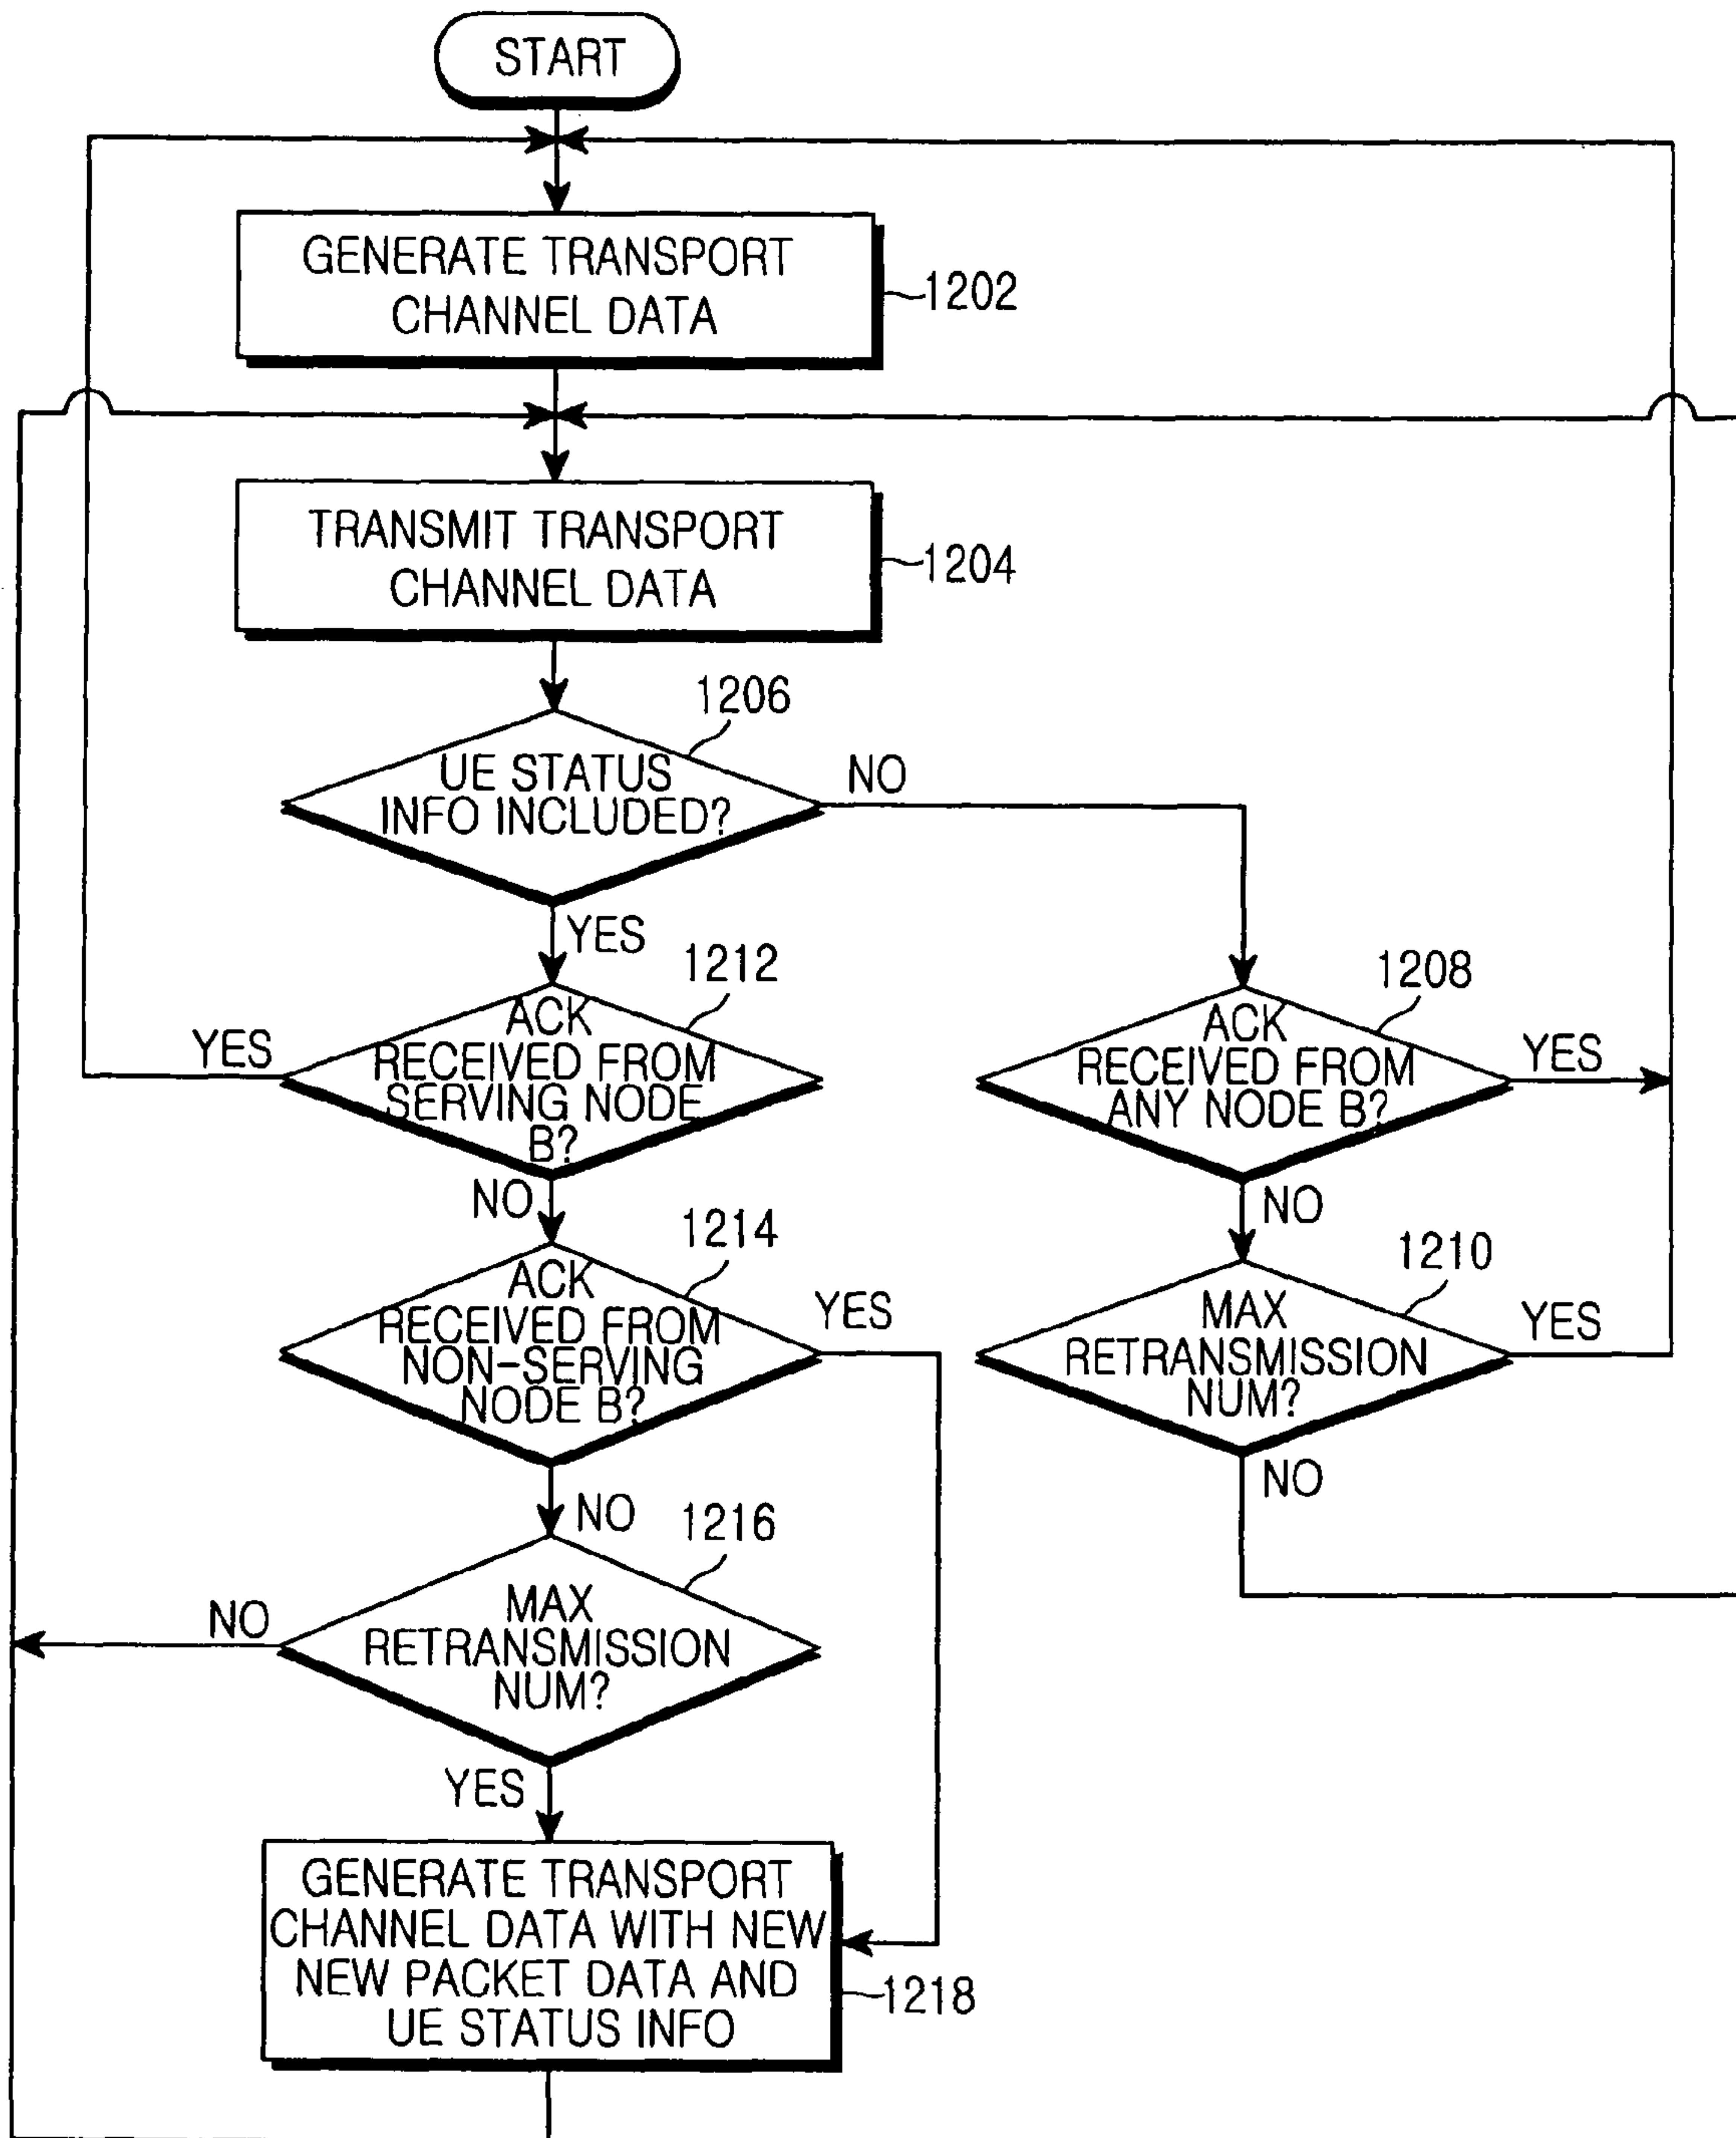 START
GENERATE TRANSPORT
CHANNEL DATA
1202
TRANSMIT TRANSPORT
CHANNEL DATA
1204
1206
UE STATUS
INFO INCLUDED?
NO
YES
1212
ACK
RECEIVED FROM
SERVING NODE
B?
YES
NO
1208
ACK
RECEIVED FROM
ANY NODE B?
YES
NO
1214
ACK
RECEIVED FROM
NON-SERVING
NODE B?
YES
NO
1210
MAX
RETRANSMISSION
NUM?
YES
NO
1216
MAX
RETRANSMISSION
NUM?
NO
YES
GENERATE TRANSPORT
CHANNEL DATA WITH NEW
NEW PACKET DATA AND
UE STATUS INFO
1218